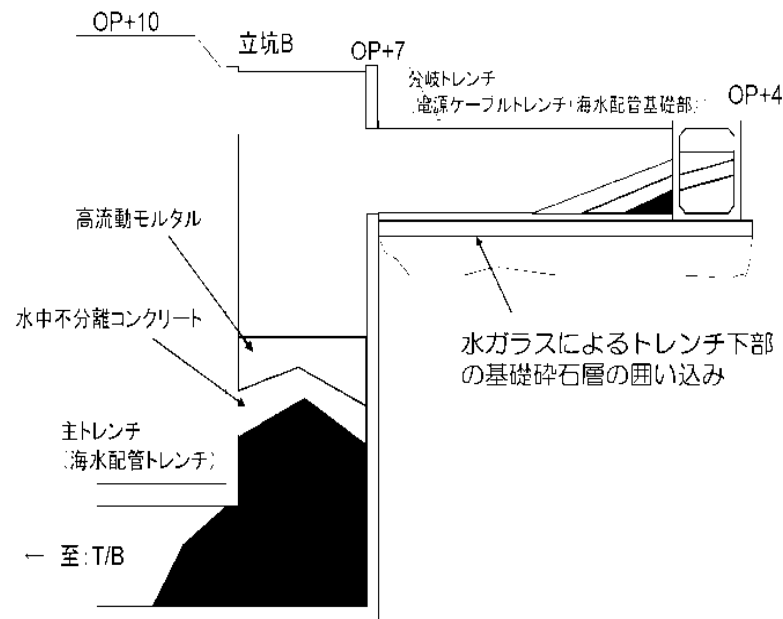 OP+10
立坑B
OP+7
分岐トレンチ
(電源ケーブルトレンチ(海水配管基礎部))
OP+4
高流動モルタル
水中不分離コンクリート
水ガラスによるトレンチ下部
の基礎砕石層の囲い込み
主トレンチ
(海水配管トレンチ)
← 至:T/B